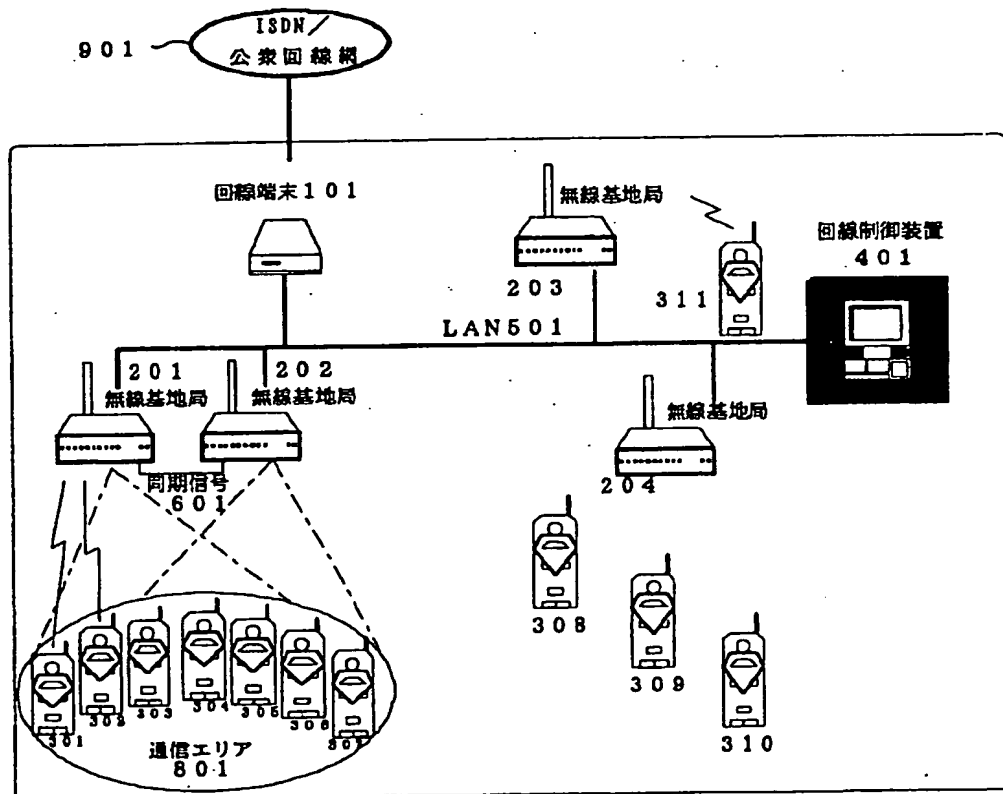 ISDN/
公衆回線網
901
回線端末101
無線基地局
203
311
回線制御装置
401
LAN501
201
無線基地局
202
無線基地局
無線基地局
204
同期信号
601
308
309
310
301
302
303
304
305
306
307
通信エリア
801